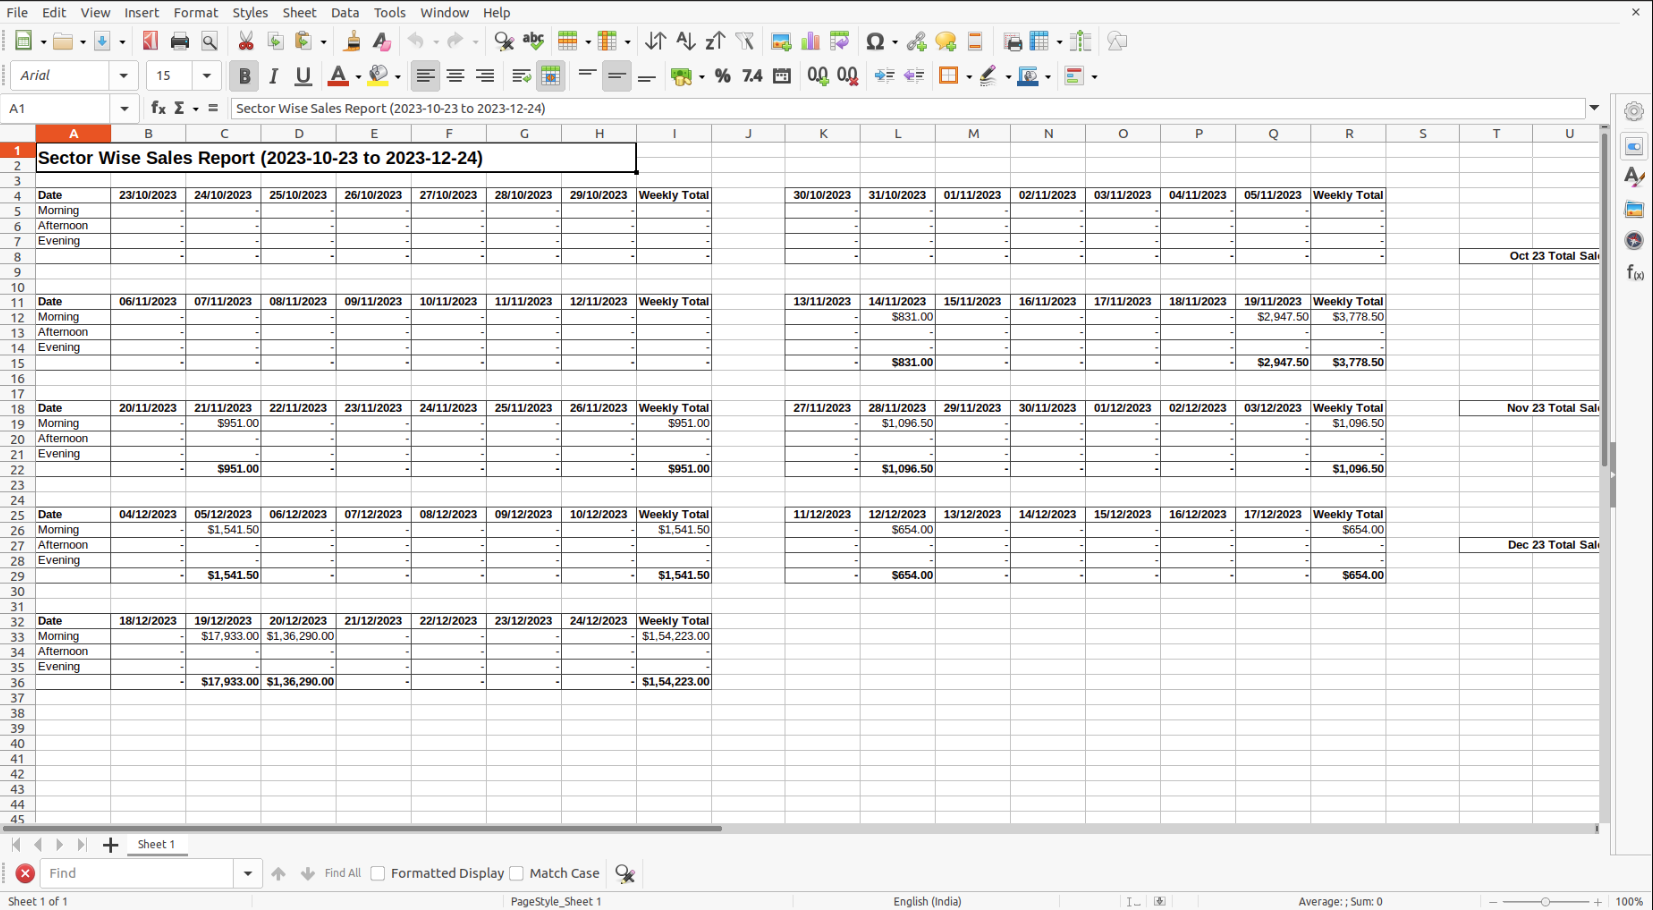 File Edit View Insert Format Styles Sheet Data Tools Window Help
Arial 15
A1 Sector Wise Sales Report (2023-10-23 to 2023-12-24)
A B C D E F G H I J K L M N O P Q R S T U
1 Sector Wise Sales Report (2023-10-23 to 2023-12-24)
2
3
4 Date 23/10/2023 24/10/2023 25/10/2023 26/10/2023 27/10/2023 28/10/2023 29/10/2023 Weekly Total 30/10/2023 31/10/2023 01/11/2023 02/11/2023 03/11/2023 04/11/2023 05/11/2023 Weekly Total
5 Morning - - - - - - - - - - - - - - - -
6 Afternoon - - - - - - - - - - - - - - - -
7 Evening - - - - - - - - - - - - - - - -
8 - - - - - - - - - - - - - - - - Oct 23 Total Sal
9
10
11 Date 06/11/2023 07/11/2023 08/11/2023 09/11/2023 10/11/2023 11/11/2023 12/11/2023 Weekly Total 13/11/2023 14/11/2023 15/11/2023 16/11/2023 17/11/2023 18/11/2023 19/11/2023 Weekly Total
12 Morning - - - - - - - - - $831.00 - - - - $2,947.50 $3,778.50
13 Afternoon - - - - - - - - - - - - - - - -
14 Evening - - - - - - - - - - - - - - - -
15 - - - - - - - - - $831.00 - - - - $2,947.50 $3,778.50
16
17
18 Date 20/11/2023 21/11/2023 22/11/2023 23/11/2023 24/11/2023 25/11/2023 26/11/2023 Weekly Total 27/11/2023 28/11/2023 29/11/2023 30/11/2023 01/12/2023 02/12/2023 03/12/2023 Weekly Total Nov 23 Total Sal
19 Morning - $951.00 - - - - - $951.00 - $1,096.50 - - - - - $1,096.50
20 Afternoon - - - - - - - - - - - - - - - -
21 Evening - - - - - - - - - - - - - - - -
22 - $951.00 - - - - - $951.00 - $1,096.50 - - - - - $1,096.50
23
24
25 Date 04/12/2023 05/12/2023 06/12/2023 07/12/2023 08/12/2023 09/12/2023 10/12/2023 Weekly Total 11/12/2023 12/12/2023 13/12/2023 14/12/2023 15/12/2023 16/12/2023 17/12/2023 Weekly Total
26 Morning - $1,541.50 - - - - - $1,541.50 - $654.00 - - - - - $654.00
27 Afternoon - - - - - - - - - - - - - - - - Dec 23 Total Sal
28 Evening - - - - - - - - - - - - - - - -
29 - $1,541.50 - - - - - $1,541.50 - $654.00 - - - - - $654.00
30
31
32 Date 18/12/2023 19/12/2023 20/12/2023 21/12/2023 22/12/2023 23/12/2023 24/12/2023 Weekly Total
33 Morning - $17,933.00 $1,36,290.00 - - - - $1,54,223.00
34 Afternoon - - - - - - - -
35 Evening - - - - - - - -
36 - $17,933.00 $1,36,290.00 - - - - $1,54,223.00
37
38
39
40
41
42
43
44
45
Sheet 1
Find Find All Formatted Display Match Case
Sheet 1 of 1 PageStyle_Sheet 1 English (India) Average: ; Sum: 0 100%